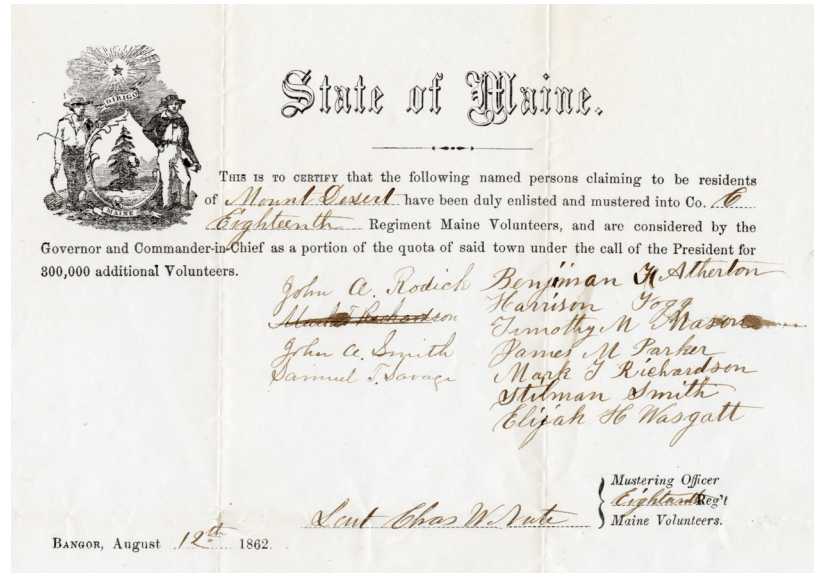 DIRIGO
MAINE
State of Maine.
THIS IS TO CERTIFY that the following named persons claiming to be residents
of Mount Desert have been duly enlisted and mustered into Co. C
Eighteenth Regiment Maine Volunteers, and are considered by the
Governor and Commander-in-Chief as a portion of the quota of said town under the call of the President for
300,000 additional Volunteers.
John A. Rodick
Mark T Richardson
John A. Smith
Samuel T. Savage
Benjiman H Atherton
Harrison Fogg
Timothy M Mason
James M Parker
Mark T Richardson
Stilman Smith
Elijah H Wasgatt
Mustering Officer
Reg't
Maine Volunteers.
Leut Chas W. Nute
BANGOR, August 12th 1862.